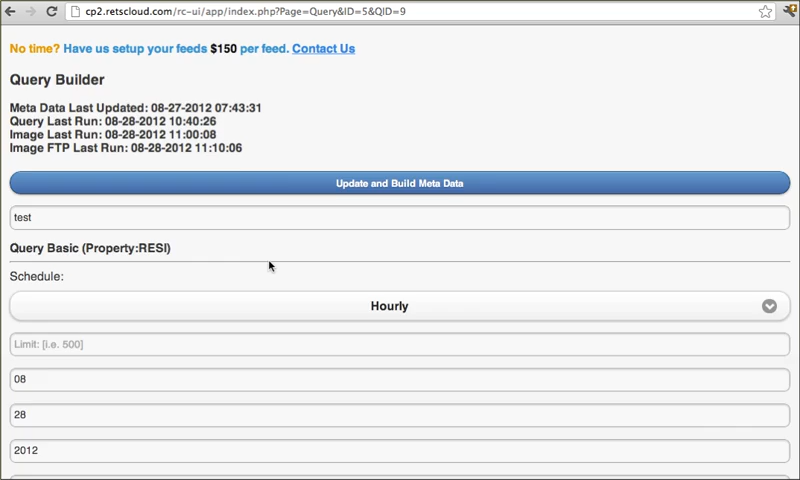 cp2.retscloud.com/rc-ui/app/index.php?Page=Query&ID=5&QID=9
No time? Have us setup your feeds $150 per feed. Contact Us
Query Builder
Meta Data Last Updated: 08-27-2012 07:43:31
Query Last Run: 08-28-2012 10:40:26
Image Last Run: 08-28-2012 11:00:08
Image FTP Last Run: 08-28-2012 11:10:06
Update and Build Meta Data
test
Query Basic (Property:RESI)
Schedule:
Hourly
Limit: [i.e. 500]
08
28
2012